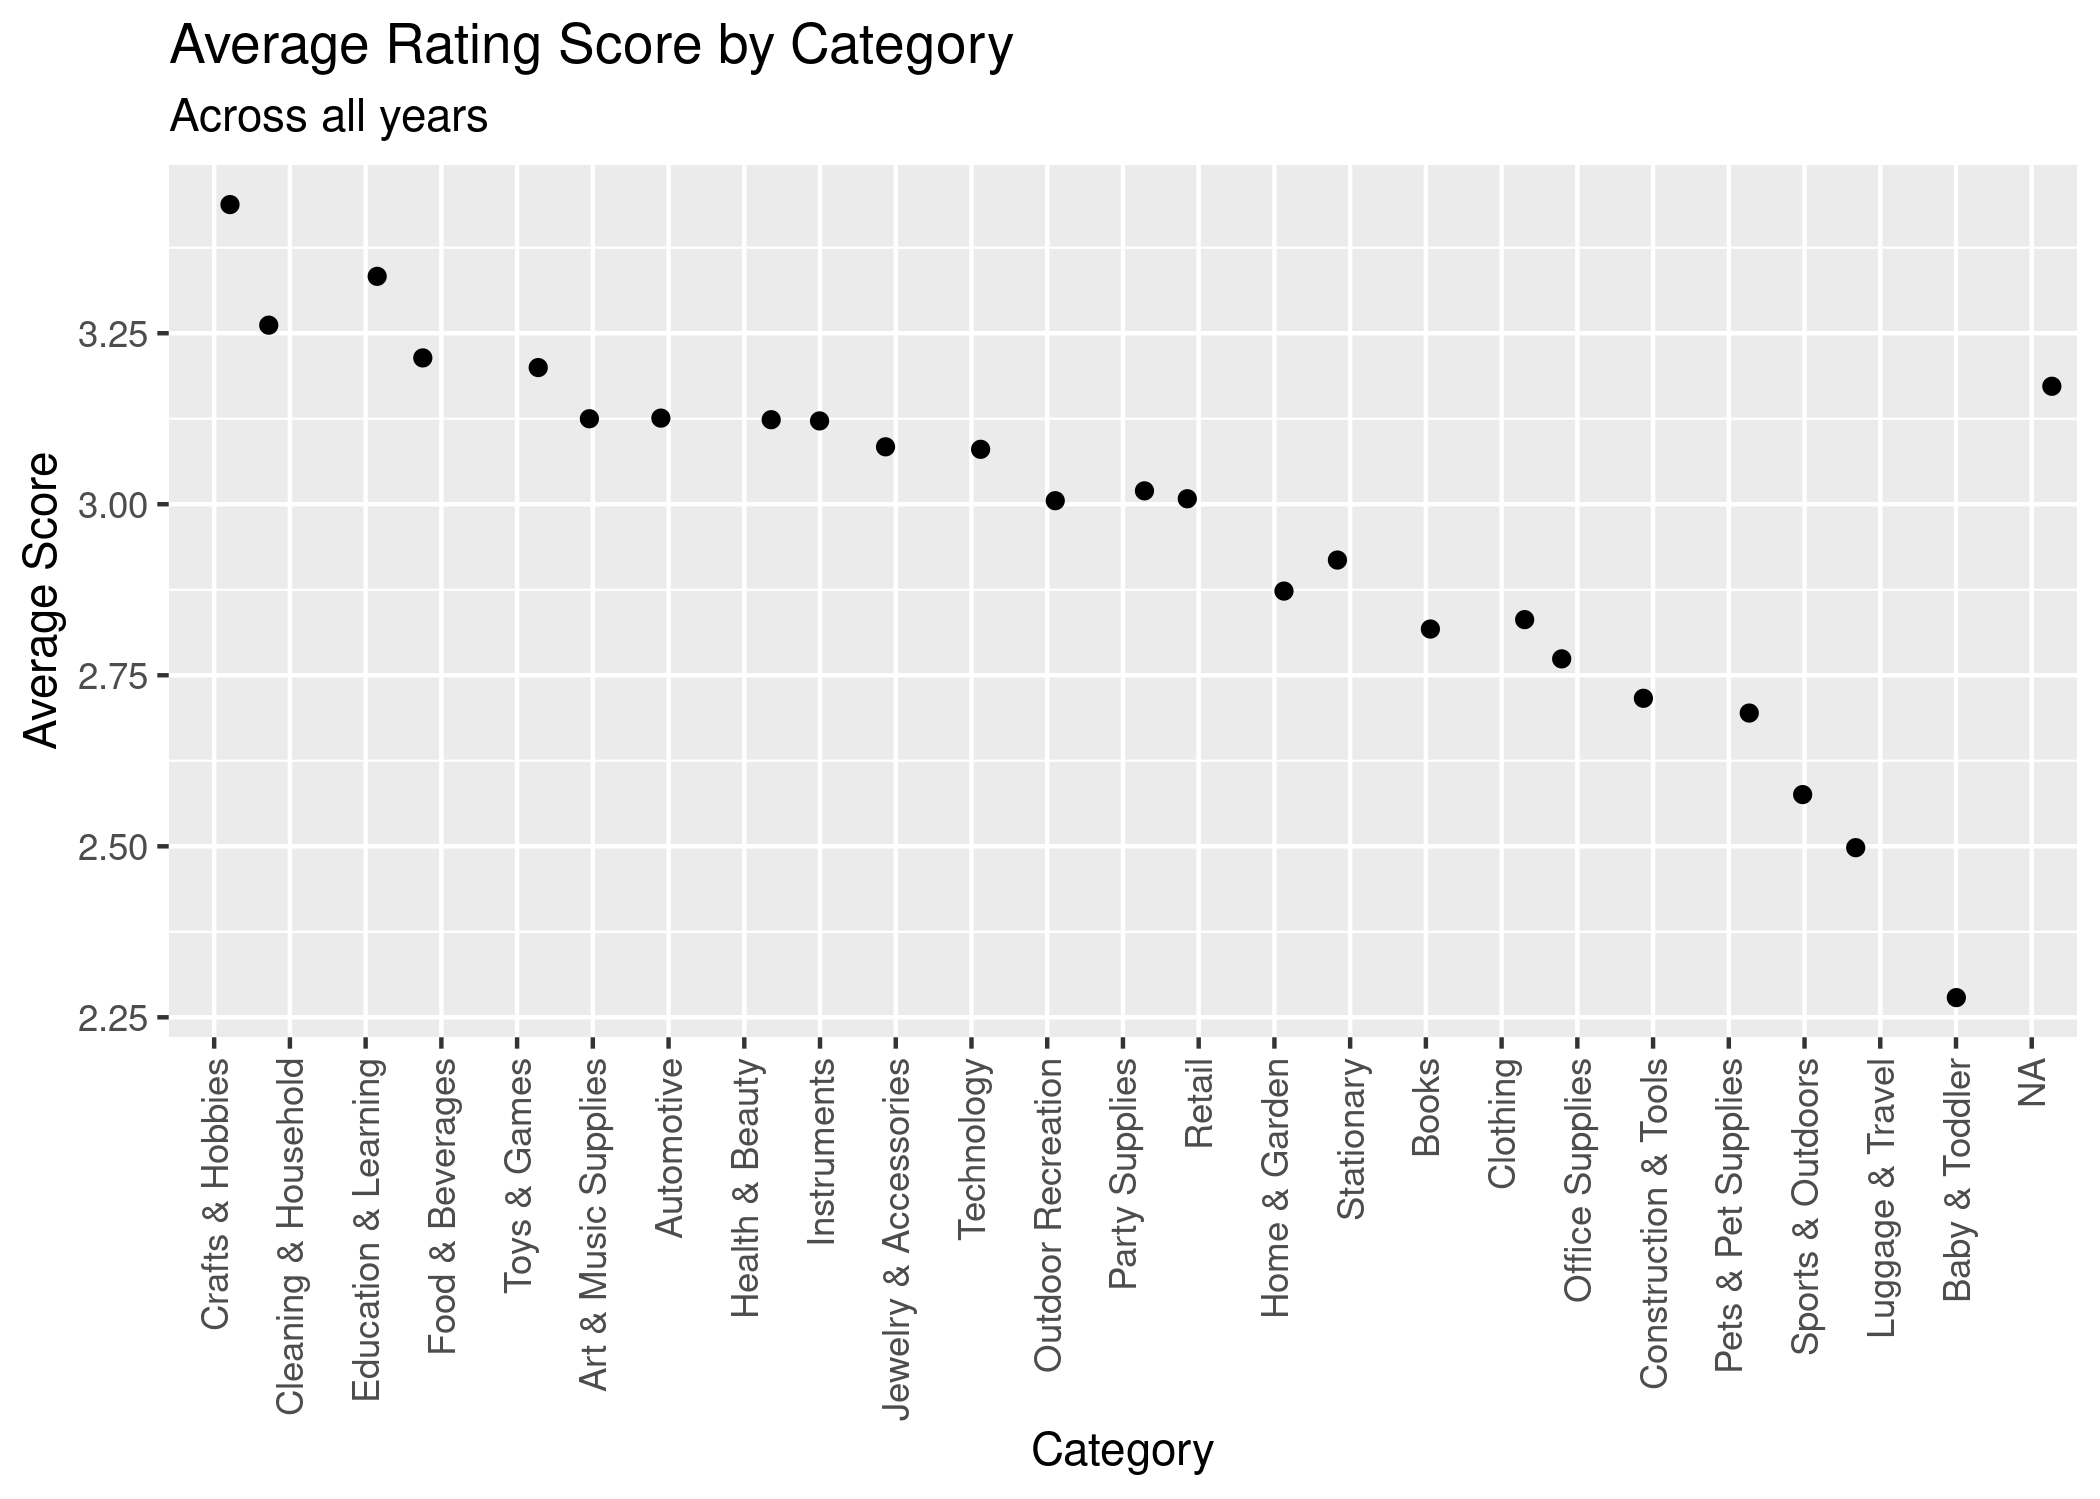 Average Rating Score by Category
Across all years
Average Score
3.25
3.00
2.75
2.50
2.25
Crafts & Hobbies
Cleaning & Household
Education & Learning
Food & Beverages
Toys & Games
Art & Music Supplies
Automotive
Health & Beauty
Instruments
Jewelry & Accessories
Technology
Outdoor Recreation
Party Supplies
Retail
Home & Garden
Stationary
Books
Clothing
Office Supplies
Construction & Tools
Pets & Pet Supplies
Sports & Outdoors
Luggage & Travel
Baby & Toddler
NA
Category